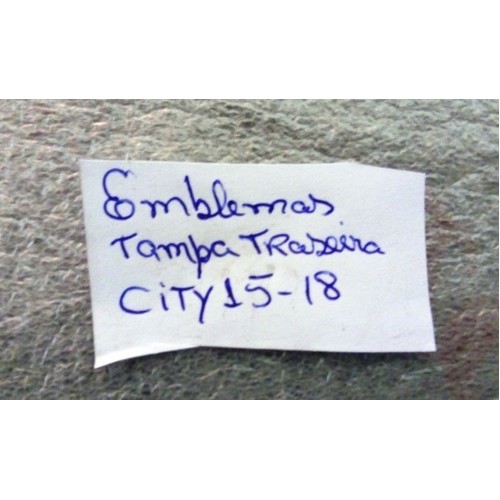 Emblemas
Tampa Traseira
City 15-18